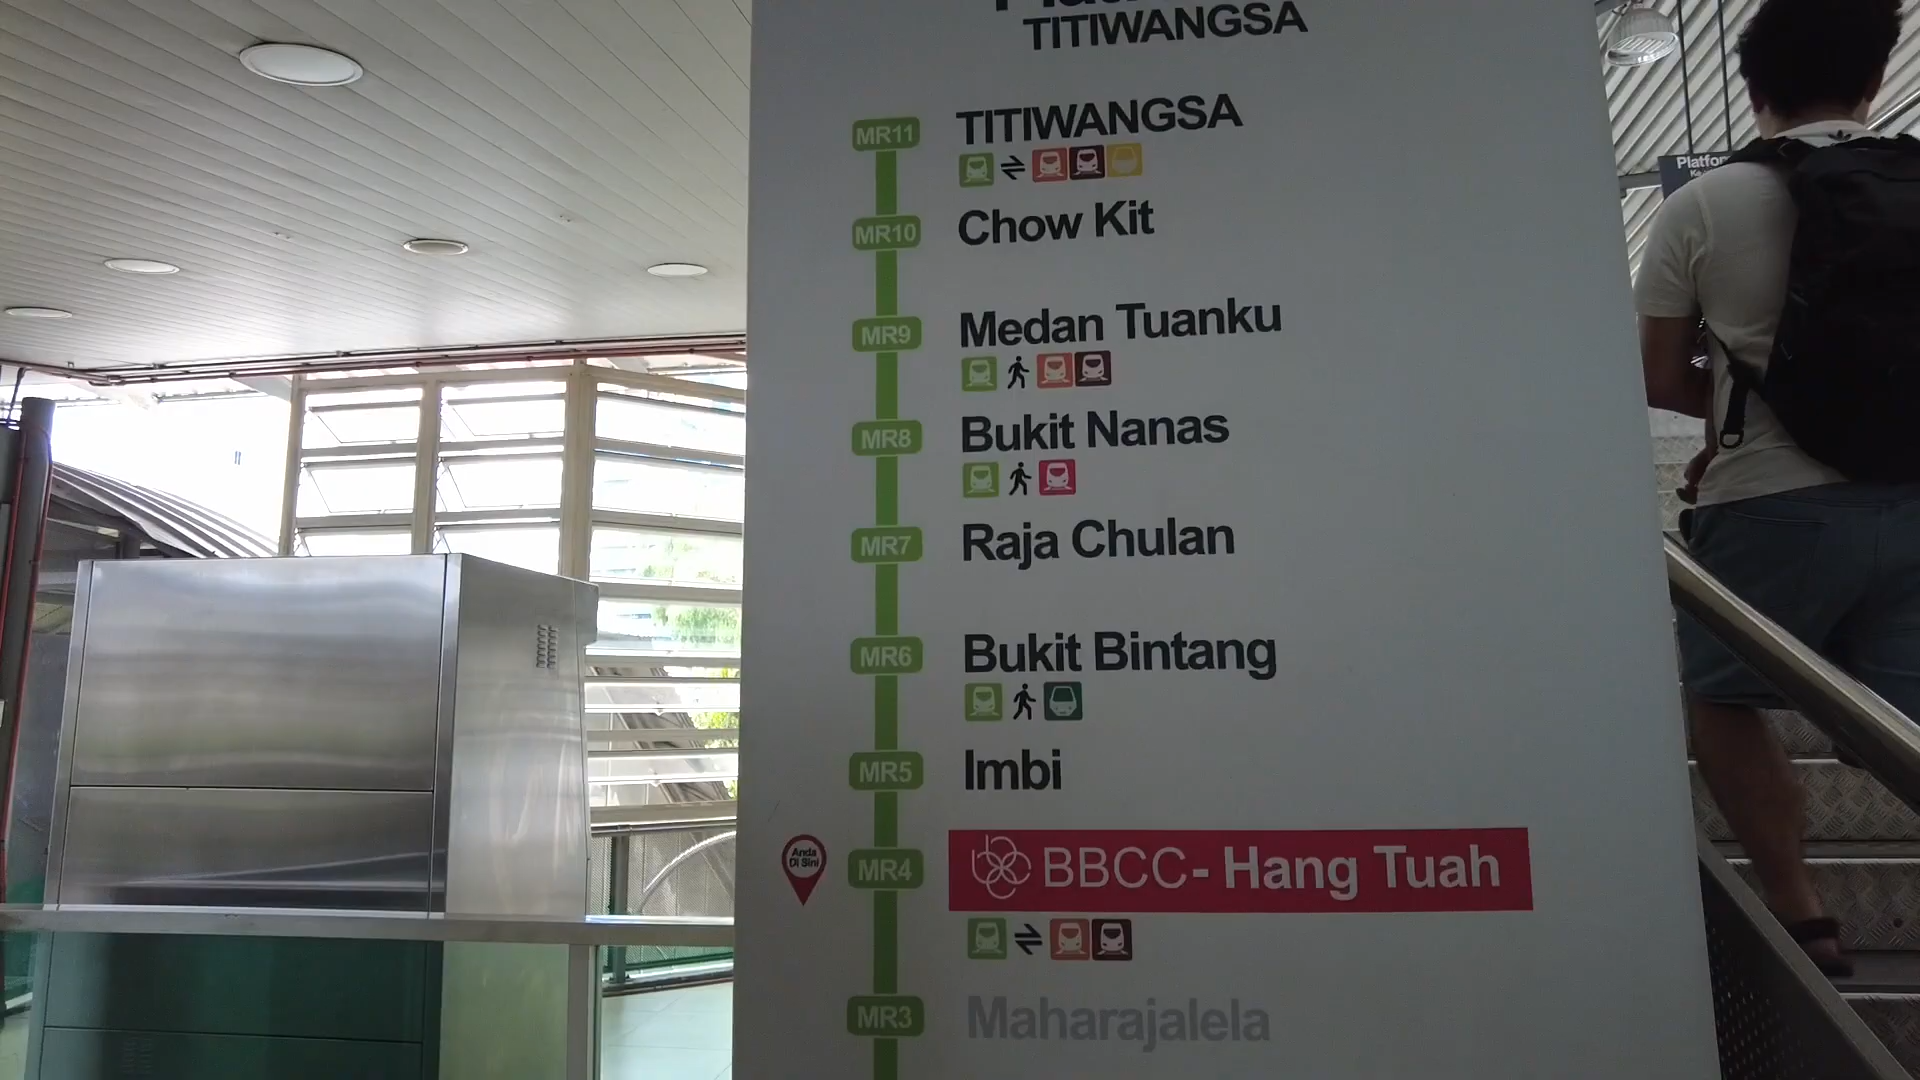 TITIWANGSA
MR11 TITIWANGSA
MR10 Chow Kit
MR9 Medan Tuanku
MR8 Bukit Nanas
MR7 Raja Chulan
MR6 Bukit Bintang
MR5 Imbi
Anda
Di Sini
MR4 BBCC- Hang Tuah
MR3 Maharajalela